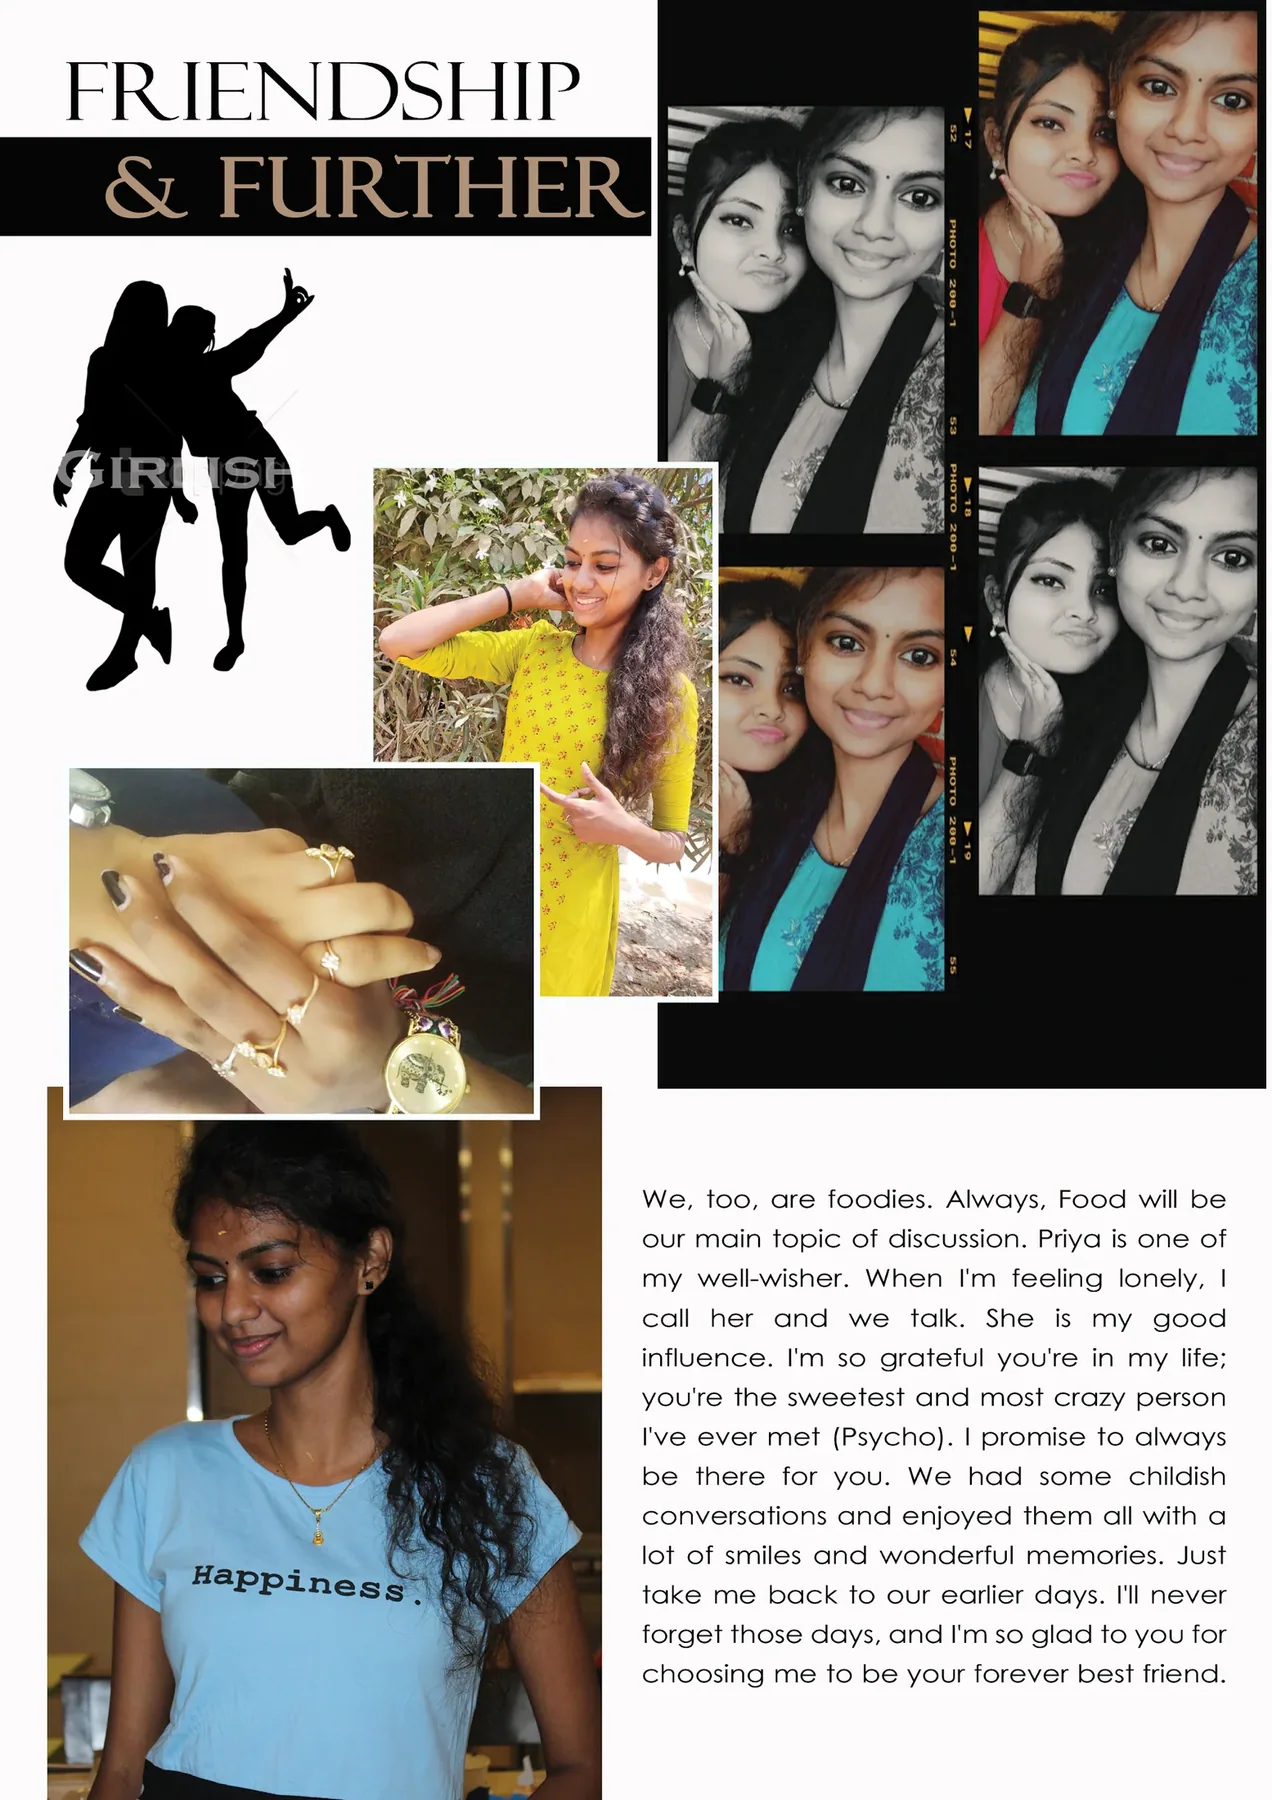 FRIENDSHIP
& FURTHER
GIRLISH
17
52
PHOTO 200-1
53
18
PHOTO 200-1
54
PHOTO 200-1
19
55
Happiness.
We, too, are foodies. Always, Food will be
our main topic of discussion. Priya is one of
my well-wisher. When I'm feeling lonely, I
call her and we talk. She is my good
influence. I'm so grateful you're in my life;
you're the sweetest and most crazy person
I've ever met (Psycho). I promise to always
be there for you. We had some childish
conversations and enjoyed them all with a
lot of smiles and wonderful memories. Just
take me back to our earlier days. I'll never
forget those days, and I'm so glad to you for
choosing me to be your forever best friend.